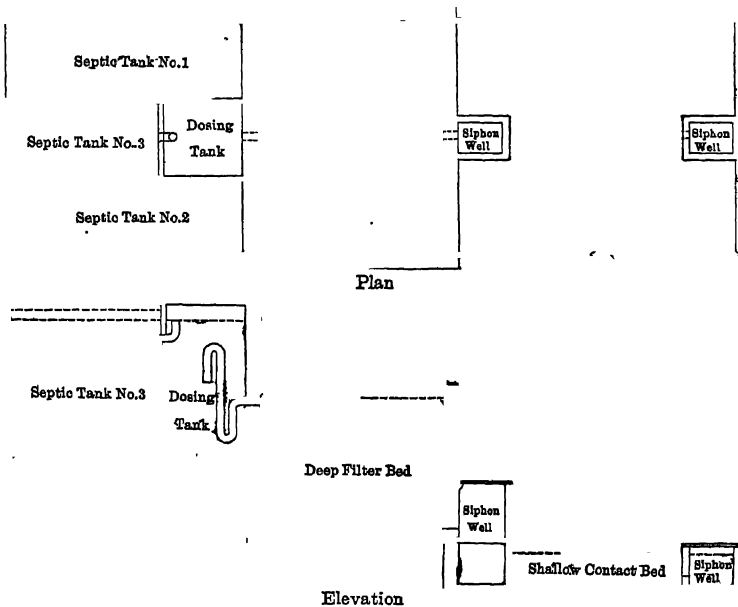 Septic Tank No.1
Dosing
Tank
Septic Tank No.3
Siphon
Well
Siphon
Well
Septic Tank No.2
Plan
Septic Tank No.3
Dosing
Tank
Deep Filter Bed
Siphon
Well
Shallow Contact Bed
Siphon
Well
Elevation